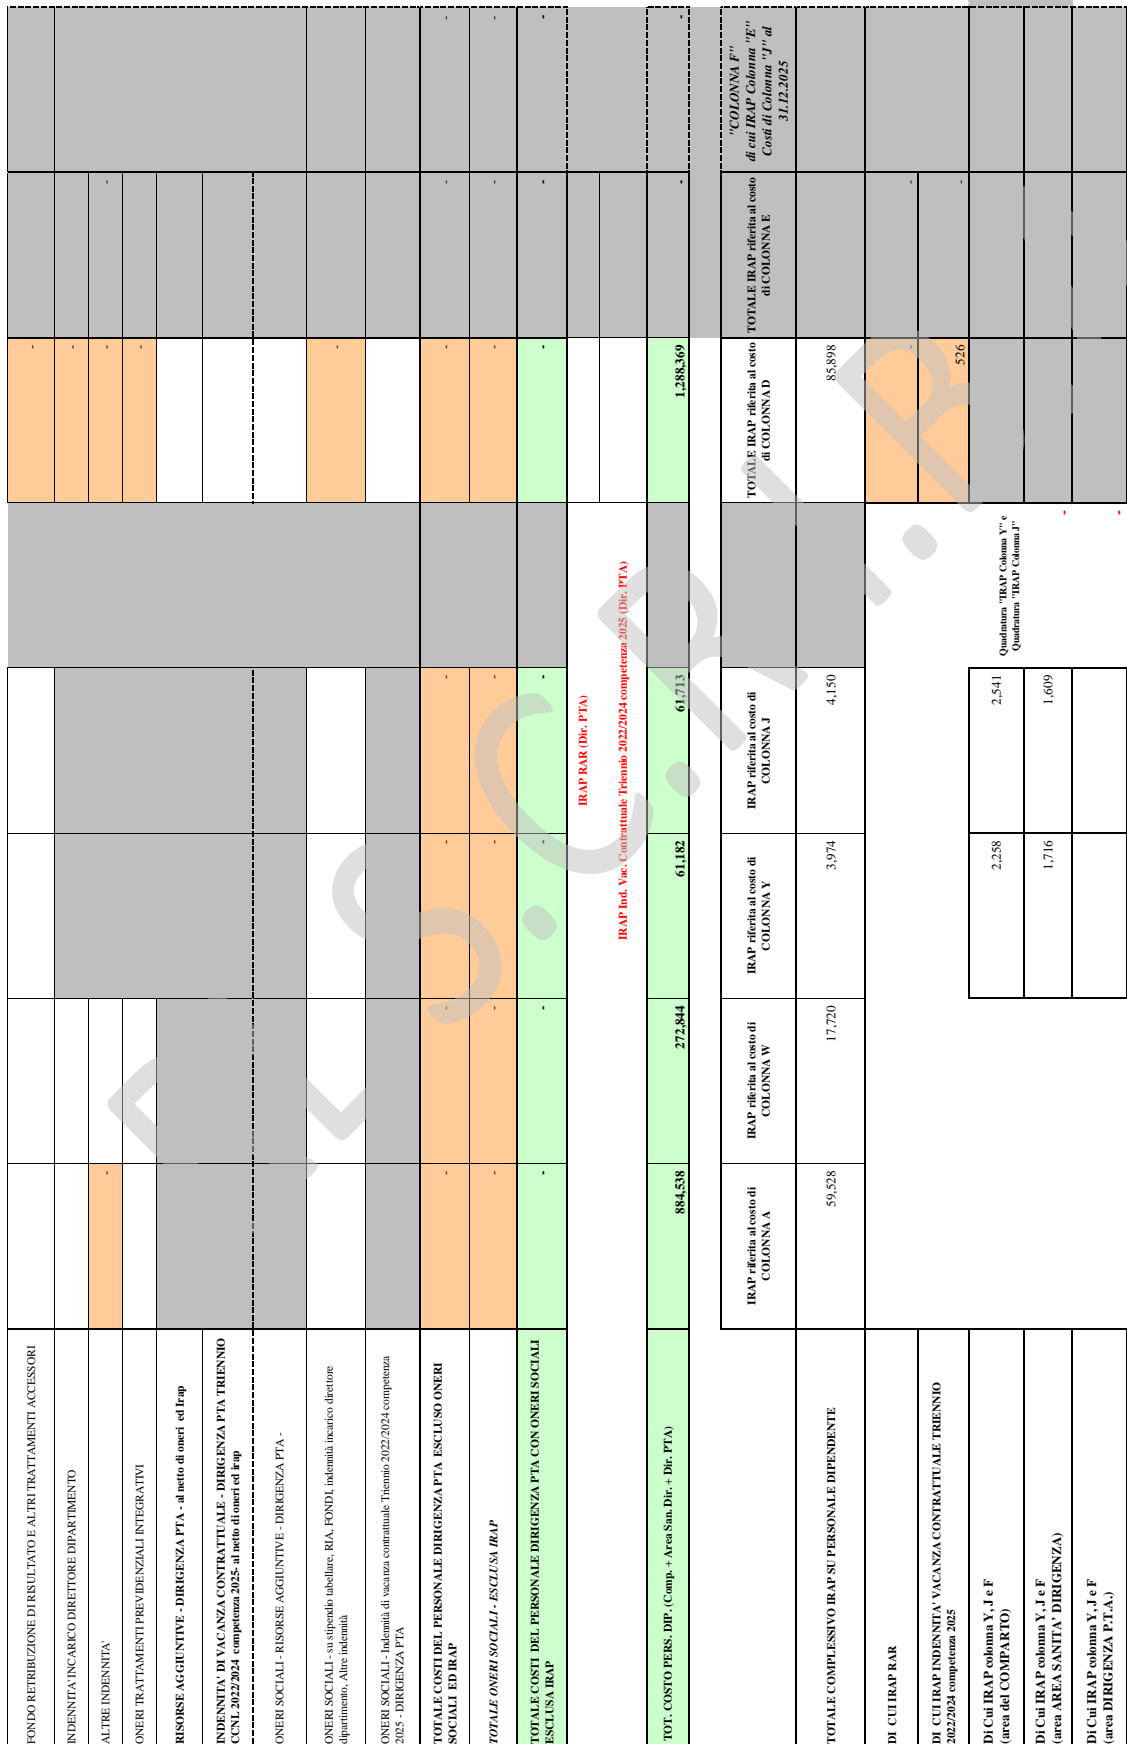 FONDO RETRIBUZIONE DI RISULTATO E ALTRI TRATTAMENTI ACCESSORI -
INDENNITA' INCARICO DIRETTORE DIPARTIMENTO -
ALTRE INDENNITA' - - -
ONERI TRATTAMENTI PREVIDENZIALI INTEGRATIVI -
RISORSE AGGIUNTIVE - DIRIGENZA PTA - al netto di oneri ed Irap
INDENNITA' DI VACANZA CONTRATTUALE - DIRIGENZA PTA TRIENNIO
CCNL 2022/2024 competenza 2025- al netto di oneri ed irap
ONERI SOCIALI - RISORSE AGGIUNTIVE - DIRIGENZA PTA -
ONERI SOCIALI - su stipendio tabellare, RIA, FONDI, indennità incarico direttore
dipartimento, Altre indennità -
ONERI SOCIALI - Indennità di vacanza contrattuale Triennio 2022/2024 competenza
2025 - DIRIGENZA PTA
TOTALE COSTI DEL PERSONALE DIRIGENZA PTA ESCLUSO ONERI
SOCIALI ED IRAP - - - - - - -
TOTALE ONERI SOCIALI - ESCLUSA IRAP - - - - - - -
TOTALE COSTI DEL PERSONALE DIRIGENZA PTA CON ONERI SOCIALI
ESCLUSA IRAP - - - - - - -
IRAP RAR (Dir. PTA)
IRAP Ind. Vac. Contrattuale Triennio 2022/2024 competenza 2025 (Dir. PTA)
TOT. COSTO PERS. DIP. (Comp. + Area San. Dir. + Dir. PTA) 884,538 272,844 61,182 61,713 1,288,369 - -
IRAP riferita al costo di
COLONNA A
IRAP riferita al costo di
COLONNA W
IRAP riferita al costo di
COLONNA Y
IRAP riferita al costo di
COLONNA J
TOTALE IRAP riferita al costo
di COLONNA D
TOTALE IRAP riferita al costo
di COLONNA E
"COLONNA F"
di cui IRAP Colonna "E"
Costi di Colonna "J" al
31.12.2025
TOTALE COMPLESSIVO IRAP SU PERSONALE DIPENDENTE 59,528 17,720 3,974 4,150 85,898
DI CUI IRAP RAR - -
DI CUI IRAP INDENNITA' VACANZA CONTRATTUALE TRIENNIO
2022/2024 competenza 2025 526 -
Di Cui IRAP colonna Y, J e F
(area del COMPARTO) 2,258 2,541
Quadratura "IRAP Colonna Y" e
Quadratura "IRAP Colonna J"
Di Cui IRAP colonna Y, J e F
(area AREA SANITA' DIRIGENZA) 1,716 1,609 -
Di Cui IRAP colonna Y, J e F
(area DIRIGENZA P.T.A.) -